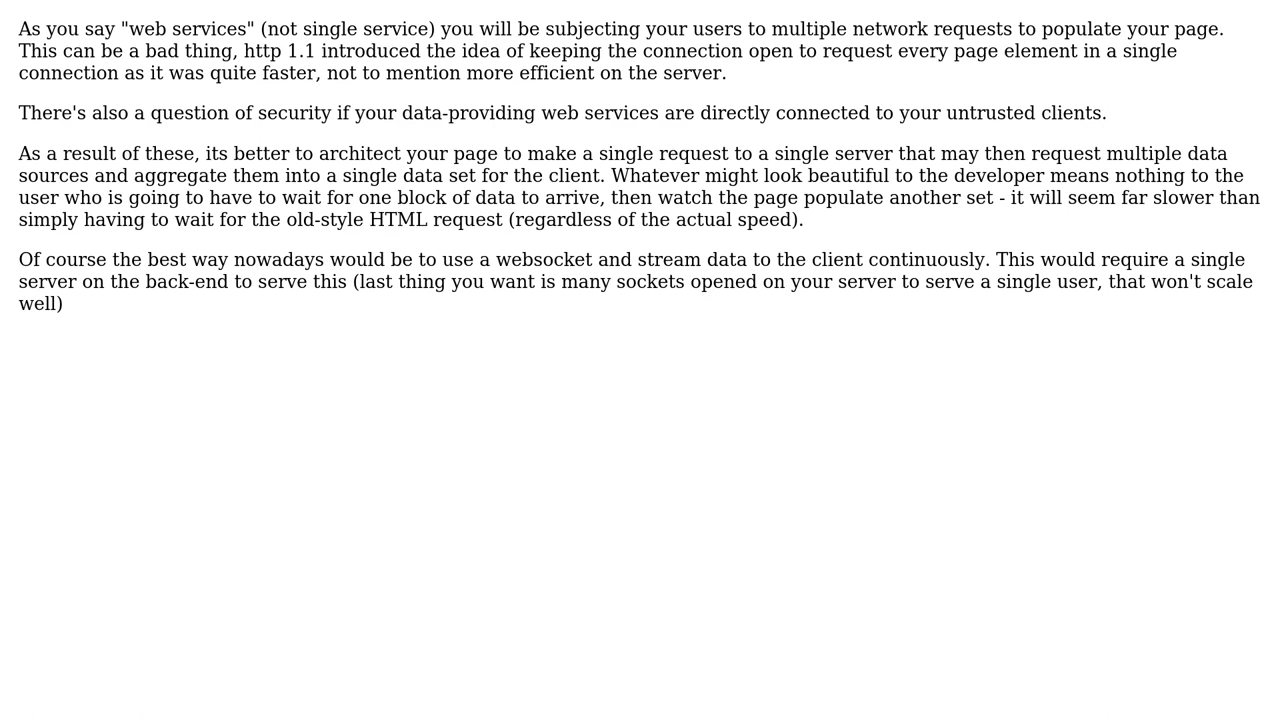 As you say "web services" (not single service) you will be subjecting your users to multiple network requests to populate your page.
This can be a bad thing, http 1.1 introduced the idea of keeping the connection open to request every page element in a single
connection as it was quite faster, not to mention more efficient on the server.
There's also a question of security if your data-providing web services are directly connected to your untrusted clients.
As a result of these, its better to architect your page to make a single request to a single server that may then request multiple data
sources and aggregate them into a single data set for the client. Whatever might look beautiful to the developer means nothing to the
user who is going to have to wait for one block of data to arrive, then watch the page populate another set - it will seem far slower than
simply having to wait for the old-style HTML request (regardless of the actual speed).
Of course the best way nowadays would be to use a websocket and stream data to the client continuously. This would require a single
server on the back-end to serve this (last thing you want is many sockets opened on your server to serve a single user, that won't scale
well)